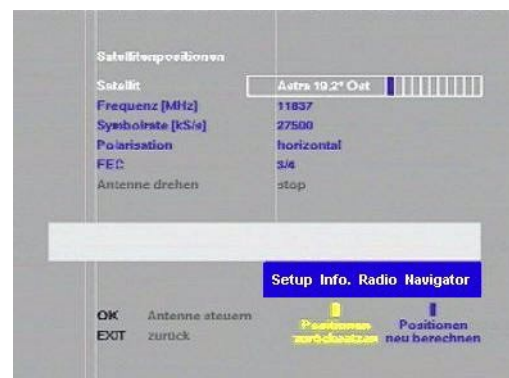 Satellitenpositionen
Satellit Astra 19,2° Ost
Frequenz [MHz] 11837
Symbolrate [kS/s] 27500
Polarisation horizontal
FEC 3/4
Antenne drehen stop
Setup Info. Radio Navigator
OK Antenne steuern
EXIT zurück
Positionen zurücksetzen
Positionen neu berechnen